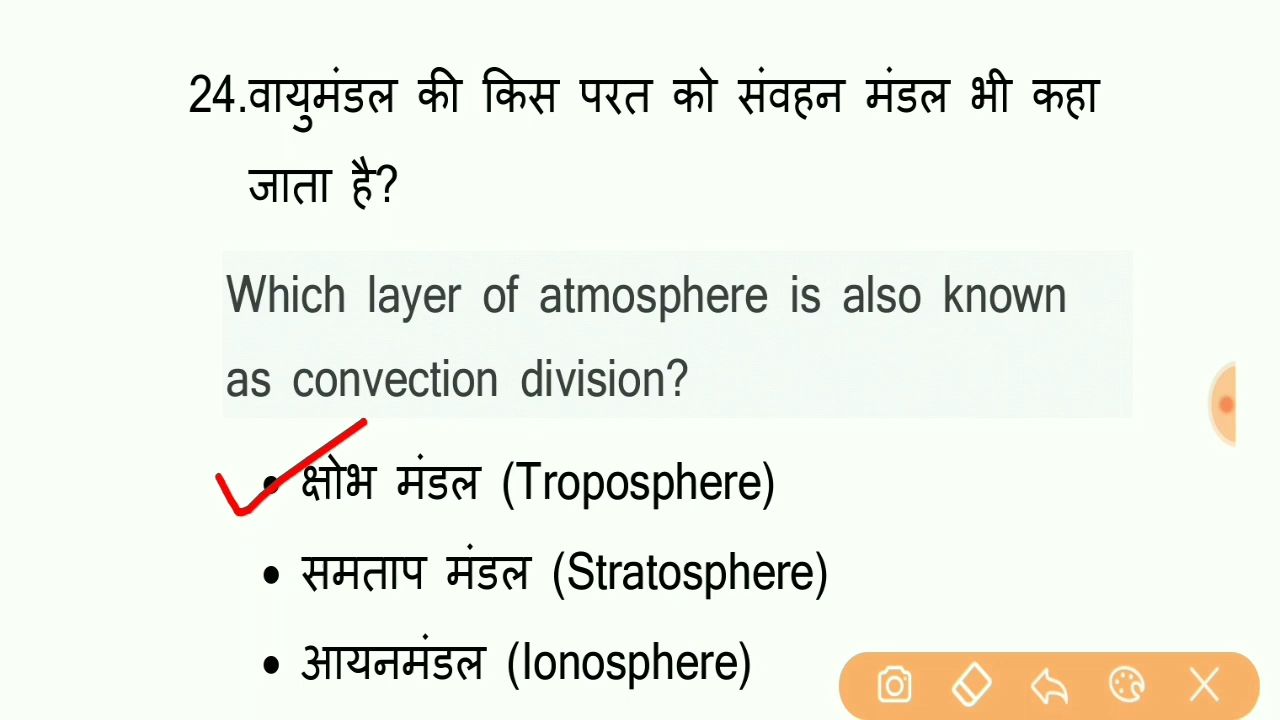 24.वायुमंडल की किस परत को संवहन मंडल भी कहा
जाता है?
Which layer of atmosphere is also known
as convection division?
• क्षोभ मंडल (Troposphere)
• समताप मंडल (Stratosphere)
• आयनमंडल (Ionosphere)